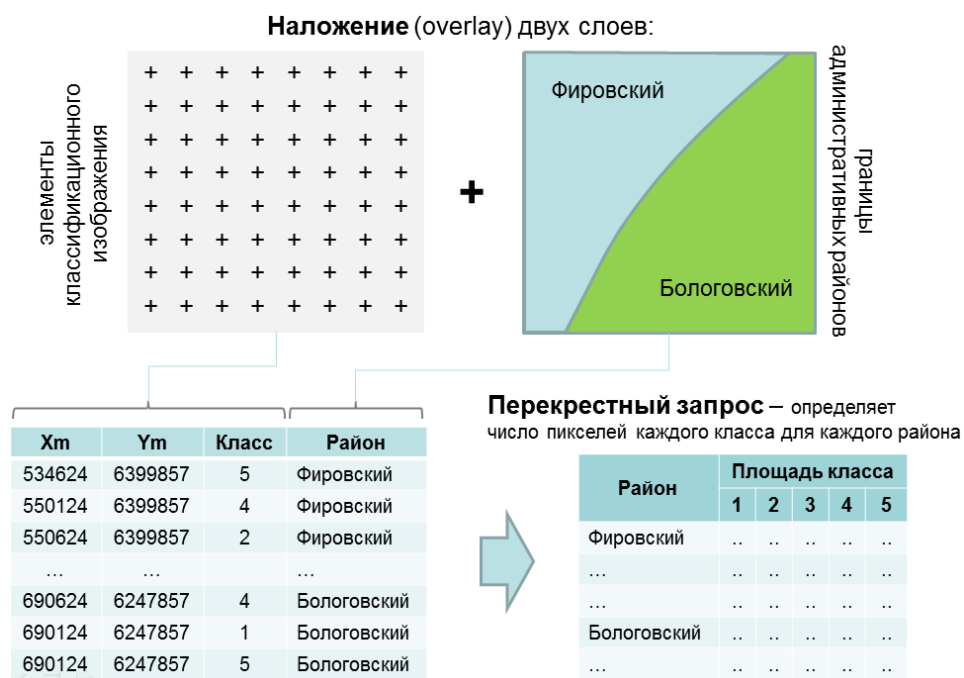 Наложение (overlay) двух слоев:
элементы
классификационного
изображения
+ + + + + + + +
+ + + + + + + +
+ + + + + + + +
+ + + + + + + +
+ + + + + + + +
+ + + + + + + +
+ + + + + + + +
+ + + + + + + +
+
Фировский
Бологовский
границы
административных районов
Xm Ym Класс Район
534624 6399857 5 Фировский
550124 6399857 4 Фировский
550624 6399857 2 Фировский
... ... ...
690624 6247857 4 Бологовский
690124 6247857 1 Бологовский
690124 6247857 5 Бологовский
Перекрестный запрос – определяет
число пикселей каждого класса для каждого района
Район Площадь класса
1 2 3 4 5
Фировский .. .. .. .. ..
... .. .. .. .. ..
... .. .. .. .. ..
Бологовский .. .. .. .. ..
... .. .. .. .. ..